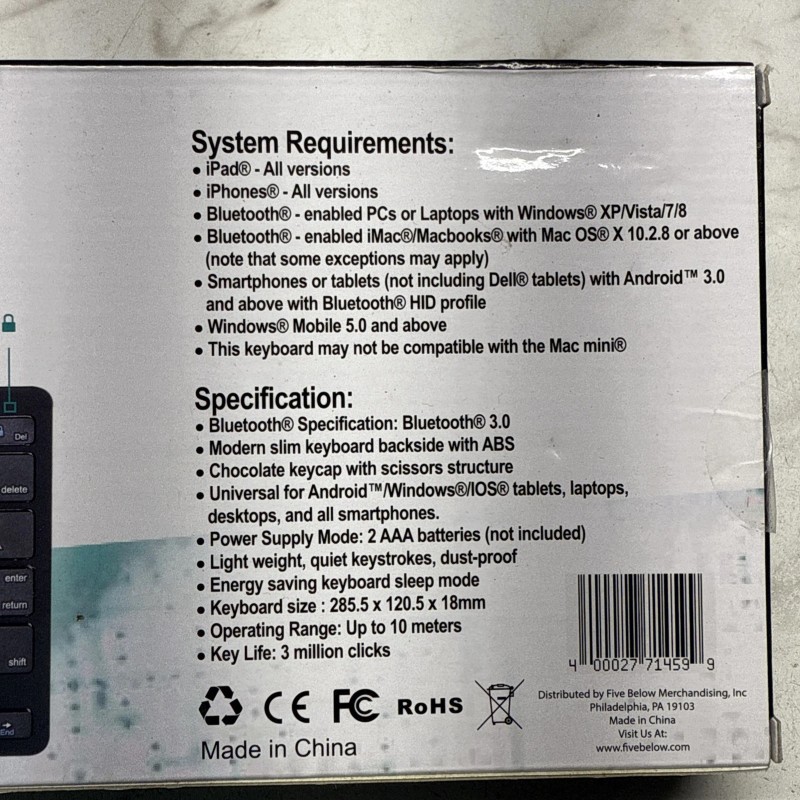 System Requirements:
• iPad® - All versions
• iPhones® - All versions
• Bluetooth® - enabled PCs or Laptops with Windows® XP/Vista/7/8
• Bluetooth® - enabled iMac®/Macbooks® with Mac OS® X 10.2.8 or above
(note that some exceptions may apply)
• Smartphones or tablets (not including Dell® tablets) with Android™ 3.0
and above with Bluetooth® HID profile
• Windows® Mobile 5.0 and above
• This keyboard may not be compatible with the Mac mini®
Specification:
• Bluetooth® Specification: Bluetooth® 3.0
• Modern slim keyboard backside with ABS
• Chocolate keycap with scissors structure
• Universal for Android™/Windows®/IOS® tablets, laptops,
desktops, and all smartphones.
• Power Supply Mode: 2 AAA batteries (not included)
• Light weight, quiet keystrokes, dust-proof
• Energy saving keyboard sleep mode
• Keyboard size : 285.5 x 120.5 x 18mm
• Operating Range: Up to 10 meters
• Key Life: 3 million clicks
Del
delete
enter
return
shift
End
4 00027 71459 9
CE FC RoHS
Made in China
Distributed by Five Below Merchandising, Inc
Philadelphia, PA 19103
Made in China
Visit Us At:
www.fivebelow.com